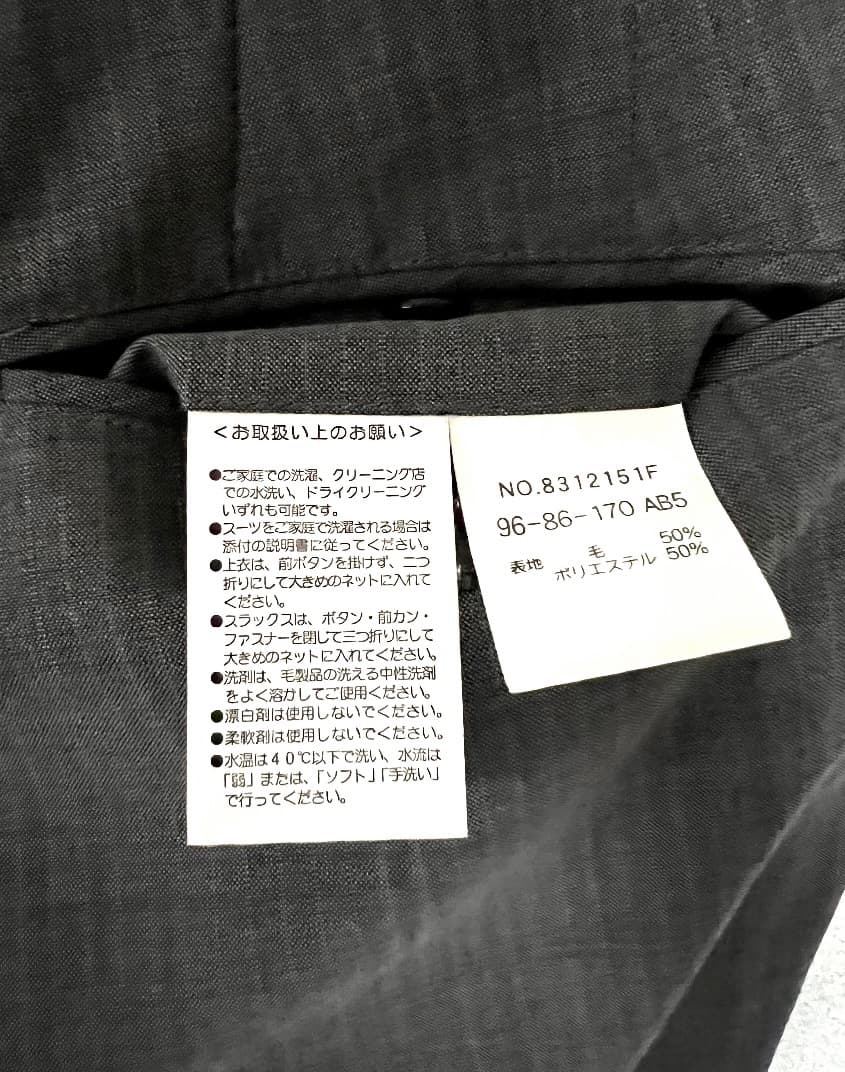 ＜お取扱い上のお願い＞
●ご家庭での洗濯、クリーニング店
での水洗い、ドライクリーニング
いずれも可能です。
●スーツをご家庭で洗濯される場合は
添付の説明書に従ってください。
●上衣は、前ボタンを掛けず、二つ
折りにして大きめのネットに入れて
ください。
●スラックスは、ボタン・前カン・
ファスナーを閉じて三つ折りにして
大きめのネットに入れてください。
●洗剤は、毛製品の洗える中性洗剤
をよく溶かしてご使用ください。
●漂白剤は使用しないでください。
●柔軟剤は使用しないでください。
●水温は４０℃以下で洗い、水流は
「弱」または、「ソフト」「手洗い」
で行ってください。
NO.8312151F
96-86-170 AB5
表地 毛 50%
ポリエステル 50%